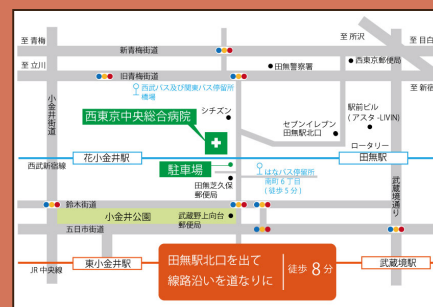 至 青梅
至 所沢
至 目白
新青梅街道
至 立川
田無警察署
西東京郵便局
旧青梅街道
至 新宿
西武バス及び関東バス停留所
橋場
小金井街道
シチズン
駅前ビル
(アスタ -LIVIN)
西東京中央総合病院
セブンイレブン
田無駅北口
ロータリー
花小金井駅
田無駅
西武新宿線
駐車場
はなバス停留所
南町6丁目
(徒歩5分)
田無芝久保
郵便局
武蔵境通り
鈴木街道
小金井公園
武蔵野上向台
郵便局
五日市街道
田無駅北口を出て
線路沿いを道なりに
徒歩 8 分
東小金井駅
武蔵境駅
JR 中央線